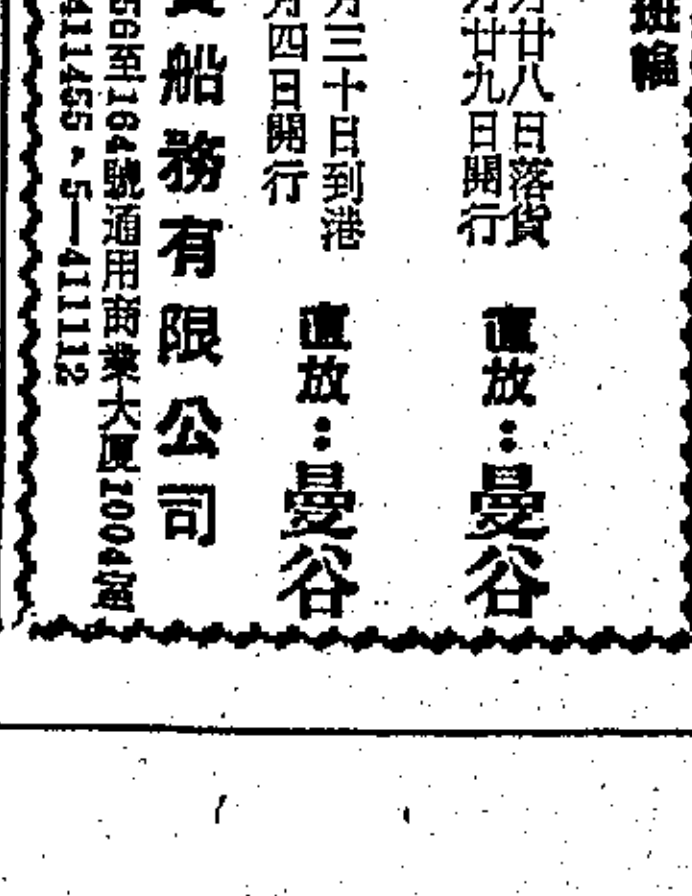 班輪
月廿八日落貨
月廿九日開行
直放：曼谷
月三十日到港
月四日開行
直放：曼谷
船務有限公司
56至164號通用商業大厦1004室
411455・5—411112